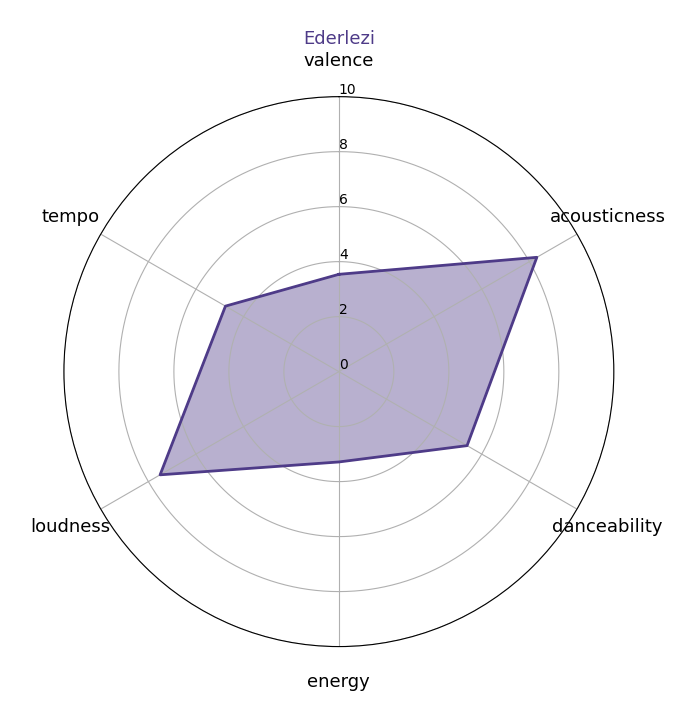 Ederlezi
valence
10
8
6
4
2
0
tempo
acousticness
loudness
danceability
energy